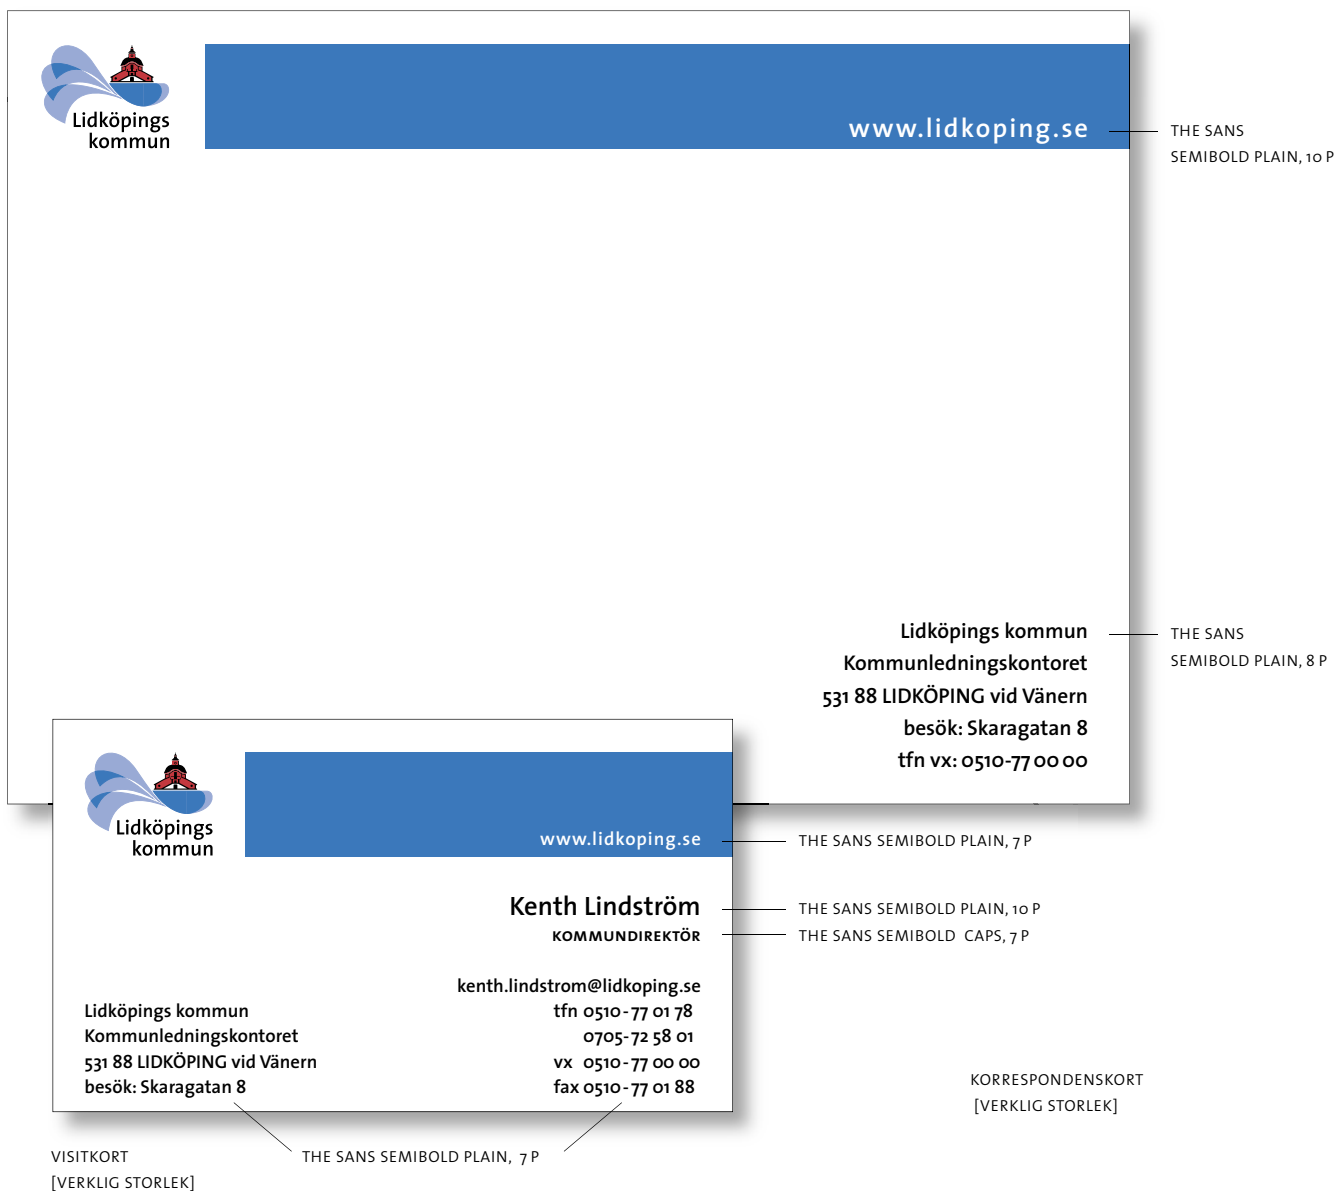 Lidköpings
kommun
www.lidkoping.se
THE SANS
SEMIBOLD PLAIN, 10 P
Lidköpings kommun
Kommunledningskontoret
531 88 LIDKÖPING vid Vänern
besök: Skaragatan 8
tfn vx: 0510-77 00 00
THE SANS
SEMIBOLD PLAIN, 8 P
Lidköpings
kommun
www.lidkoping.se
THE SANS SEMIBOLD PLAIN, 7 P
Kenth Lindström
THE SANS SEMIBOLD PLAIN, 10 P
KOMMUNDIREKTÖR
THE SANS SEMIBOLD CAPS, 7 P
Lidköpings kommun
Kommunledningskontoret
531 88 LIDKÖPING vid Vänern
besök: Skaragatan 8
kenth.lindstrom@lidkoping.se
tfn 0510-77 01 78
0705-72 58 01
vx 0510-77 00 00
fax 0510-77 01 88
KORRESPONDENSKORT
[VERKLIG STORLEK]
VISITKORT
[VERKLIG STORLEK]
THE SANS SEMIBOLD PLAIN, 7 P